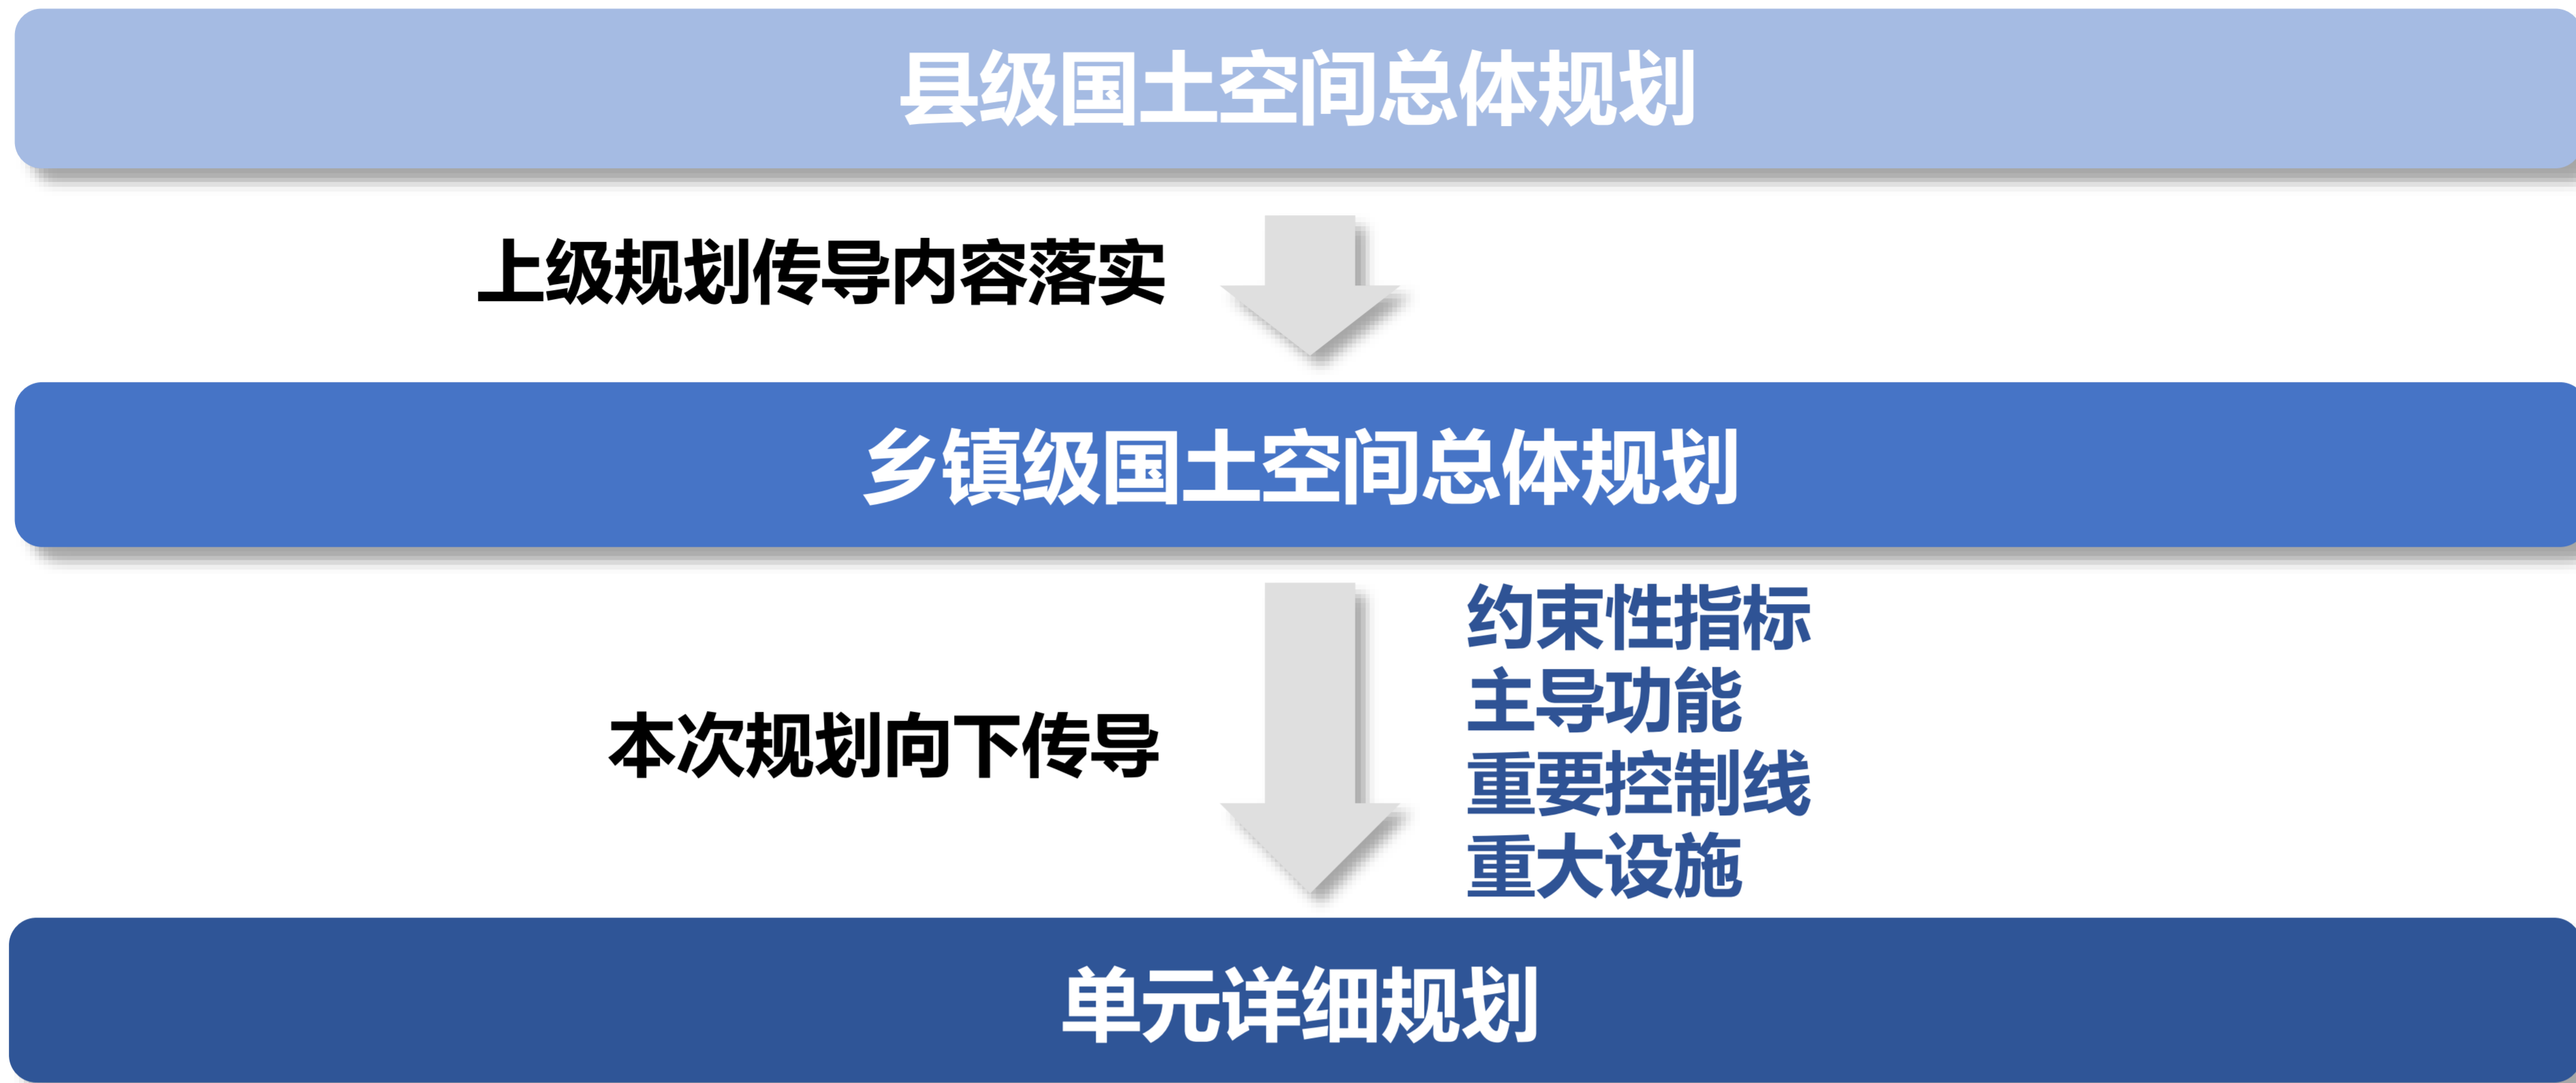 县级国土空间总体规划
上级规划传导内容落实
乡镇级国土空间总体规划
约束性指标
主导功能
本次规划向下传导
重要控制线
重大设施
单元详细规划